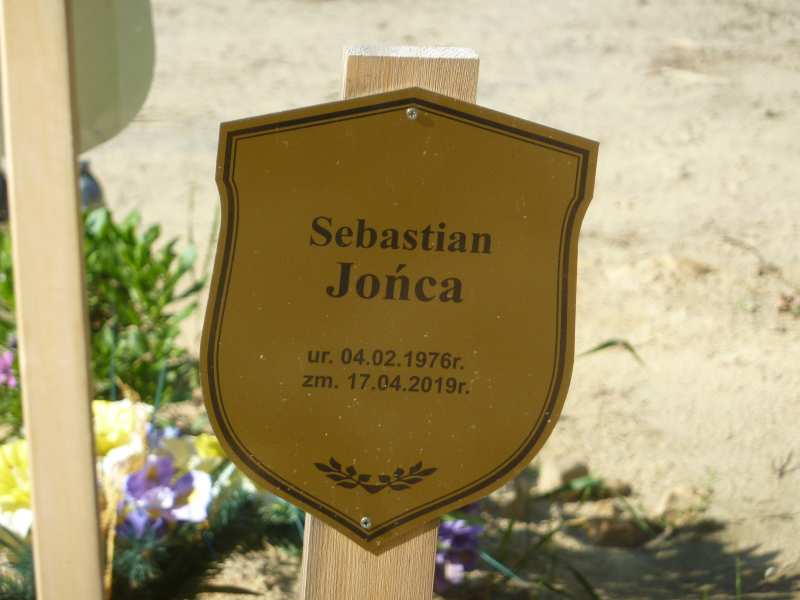 Sebastian
Jońca
ur. 04.02.1976r.
zm. 17.04.2019r.